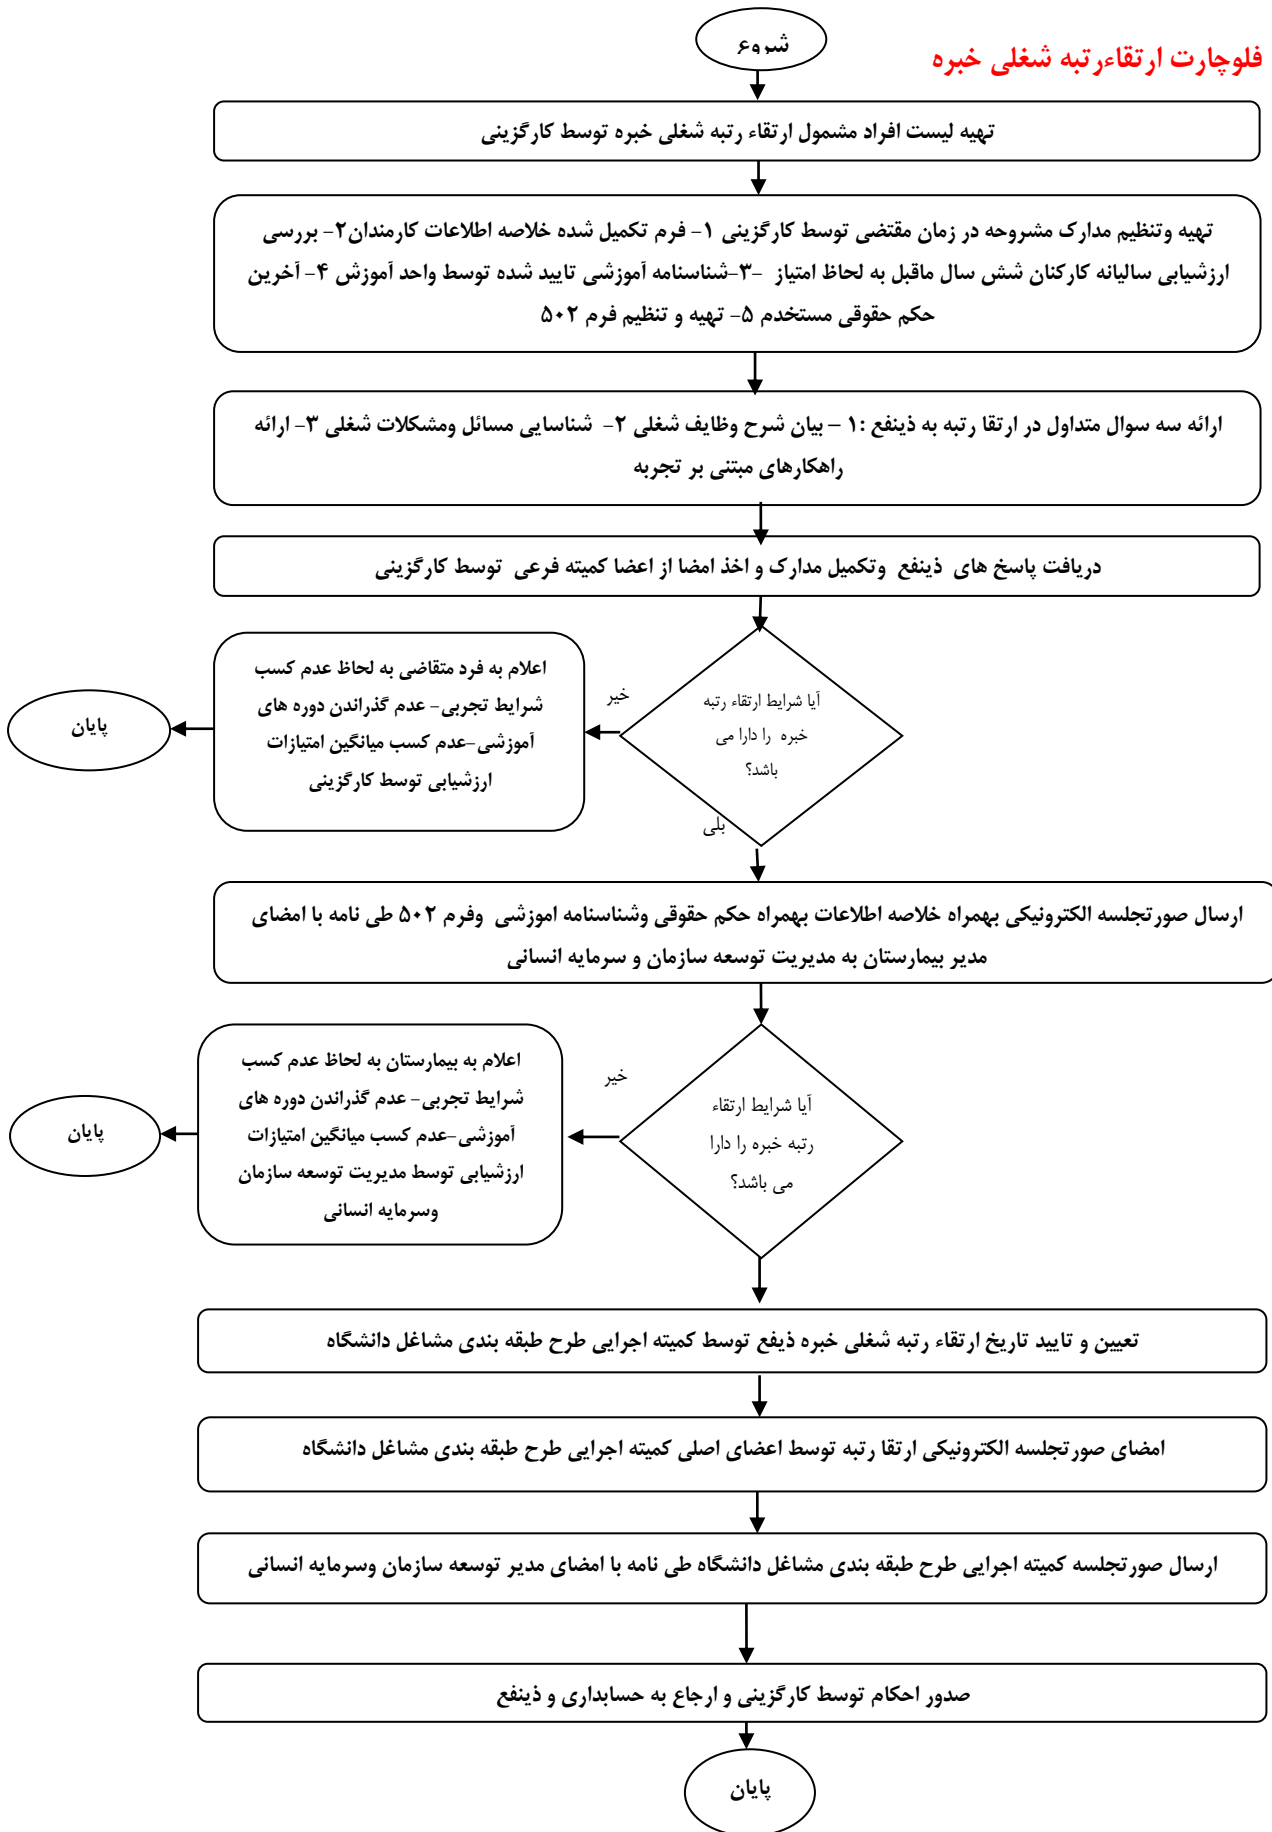 شروع
فلوچارت ارتقاءرتبه شغلی خبره
تهیه لیست افراد مشمول ارتقاء رتبه شغلی خبره توسط کارگزینی
تهیه وتنظیم مدارک مشروحه در زمان مقتضی توسط کارگزینی ۱- فرم تکمیل شده خلاصه اطلاعات کارمندان۲- بررسی
ارزشیابی سالیانه کارکنان شش سال ماقبل به لحاظ امتیاز -۳-شناسنامه آموزشی تایید شده توسط واحد آموزش ۴- آخرین
حکم حقوقی مستخدم ۵- تهیه و تنظیم فرم ۵۰۲
ارائه سه سوال متداول در ارتقا رتبه به ذینفع :۱ – بیان شرح وظایف شغلی ۲- شناسایی مسائل ومشکلات شغلی ۳- ارائه
راهکارهای مبتنی بر تجربه
دریافت پاسخ های ذینفع وتکمیل مدارک و اخذ امضا از اعضا کمیته فرعی توسط کارگزینی
آیا شرایط ارتقاء رتبه
خبره را دارا می
باشد؟
خیر
اعلام به فرد متقاضی به لحاظ عدم کسب
شرایط تجربی- عدم گذراندن دوره های
آموزشی-عدم کسب میانگین امتیازات
ارزشیابی توسط کارگزینی
پایان
بلی
ارسال صورتجلسه الکترونیکی بهمراه خلاصه اطلاعات بهمراه حکم حقوقی وشناسنامه اموزشی وفرم ۵۰۲ طی نامه با امضای
مدیر بیمارستان به مدیریت توسعه سازمان و سرمایه انسانی
آیا شرایط ارتقاء
رتبه خبره را دارا
می باشد؟
خیر
اعلام به بیمارستان به لحاظ عدم کسب
شرایط تجربی- عدم گذراندن دوره های
آموزشی-عدم کسب میانگین امتیازات
ارزشیابی توسط مدیریت توسعه سازمان
وسرمایه انسانی
پایان
تعیین و تایید تاریخ ارتقاء رتبه شغلی خبره ذیفع توسط کمیته اجرایی طرح طبقه بندی مشاغل دانشگاه
امضای صورتجلسه الکترونیکی ارتقا رتبه توسط اعضای اصلی کمیته اجرایی طرح طبقه بندی مشاغل دانشگاه
ارسال صورتجلسه کمیته اجرایی طرح طبقه بندی مشاغل دانشگاه طی نامه با امضای مدیر توسعه سازمان وسرمایه انسانی
صدور احکام توسط کارگزینی و ارجاع به حسابداری و ذینفع
پایان